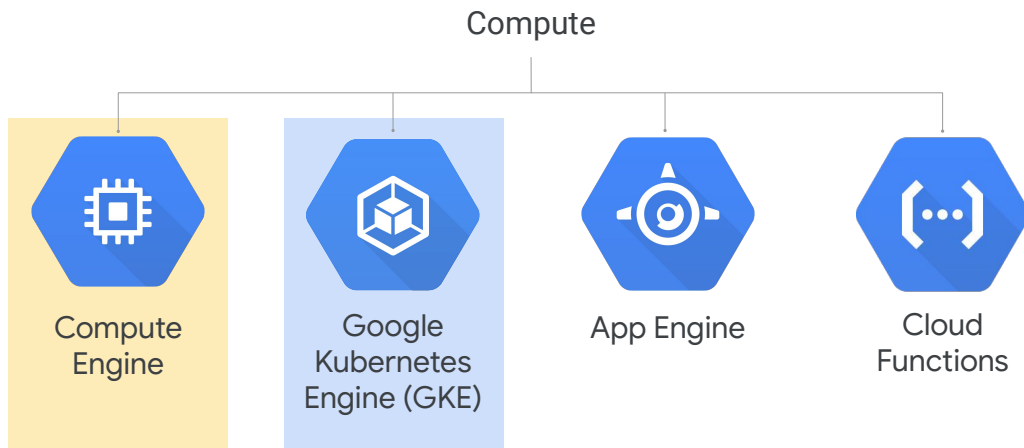 Compute
Compute
Engine
Google
Kubernetes
Engine (GKE)
App Engine
Cloud
Functions